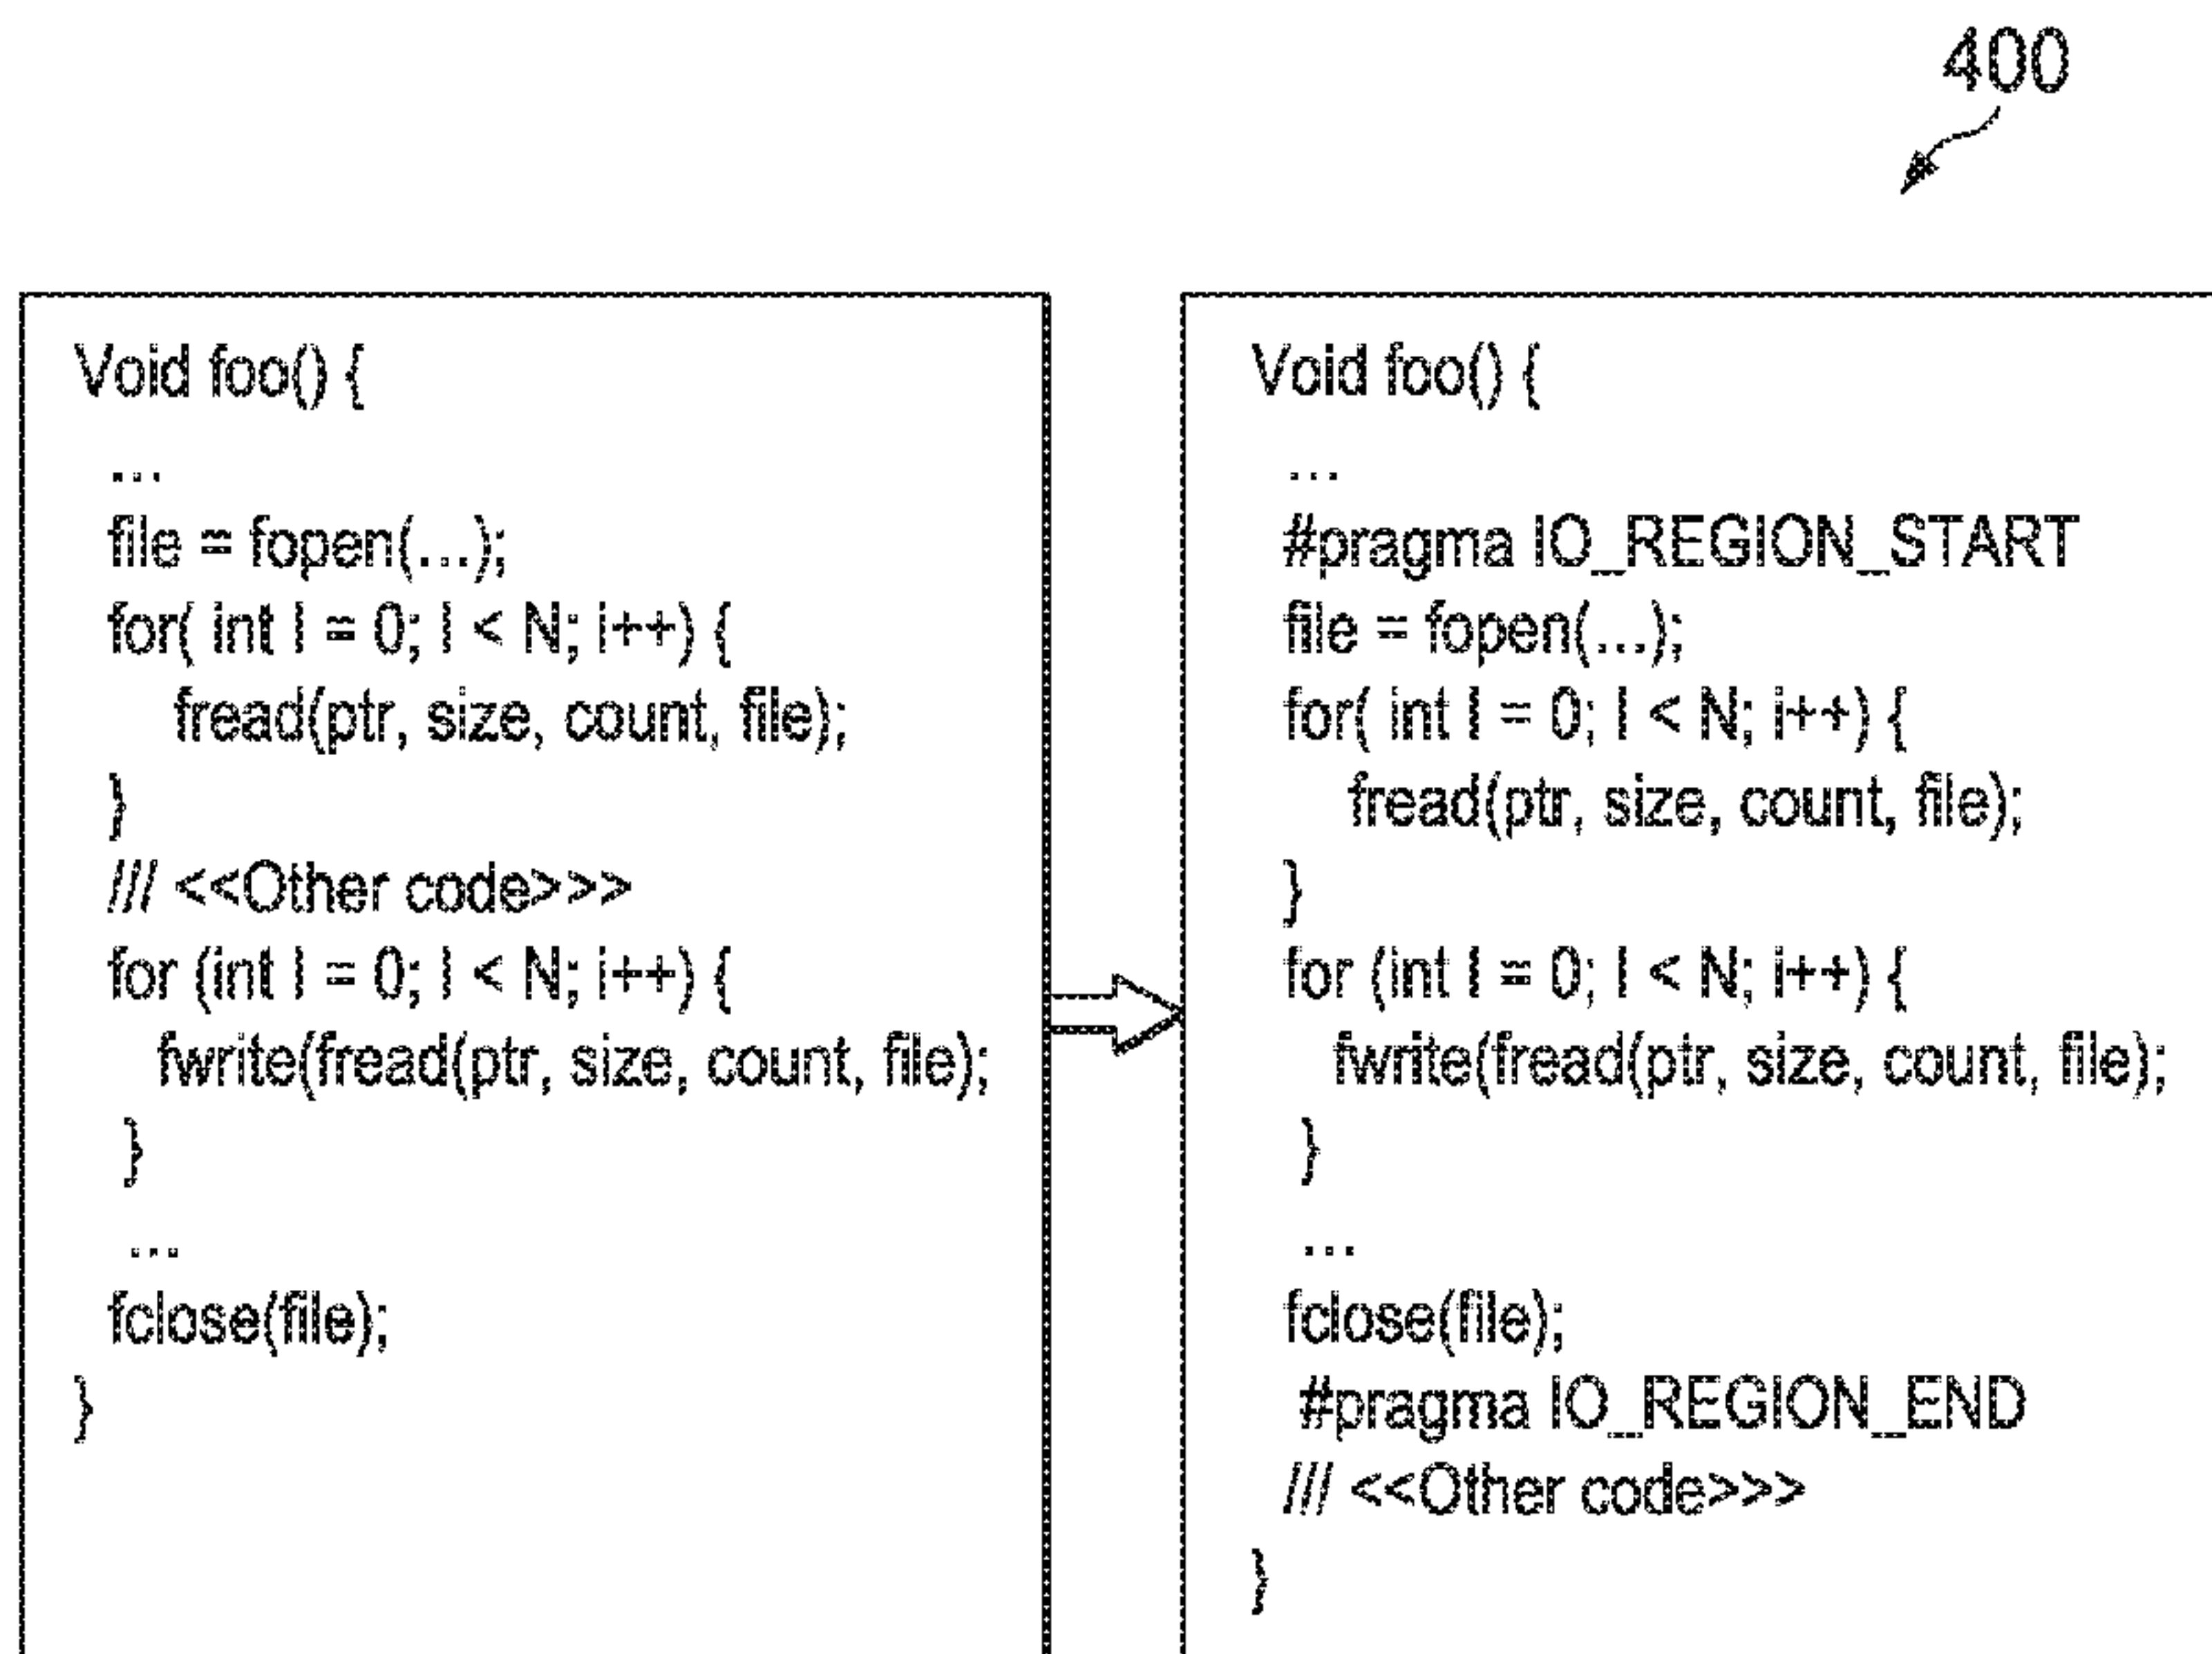 400
Void foo() {
...
file = fopen(...);
for( int I = 0; I < N; i++) {
fread(ptr, size, count, file);
}
/// <<Other code>>>
for (int I = 0; I < N; i++) {
fwrite(fread(ptr, size, count, file);
}
...
fclose(file);
}
Void foo() {
...
#pragma IO_REGION_START
file = fopen(...);
for( int I = 0; I < N; i++) {
fread(ptr, size, count, file);
}
for (int I = 0; I < N; i++) {
fwrite(fread(ptr, size, count, file);
}
...
fclose(file);
#pragma IO_REGION_END
/// <<Other code>>>
}